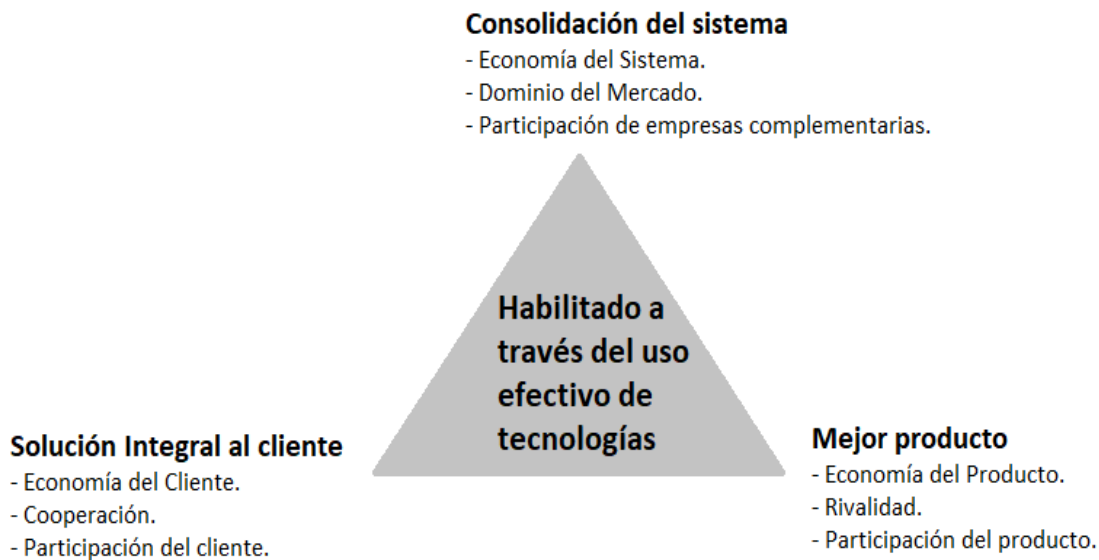 Consolidación del sistema
- Economía del Sistema.
- Dominio del Mercado.
- Participación de empresas complementarias.
Habilitado a
través del uso
efectivo de
tecnologías
Solución Integral al cliente
- Economía del Cliente.
- Cooperación.
- Participación del cliente.
Mejor producto
- Economía del Producto.
- Rivalidad.
- Participación del producto.